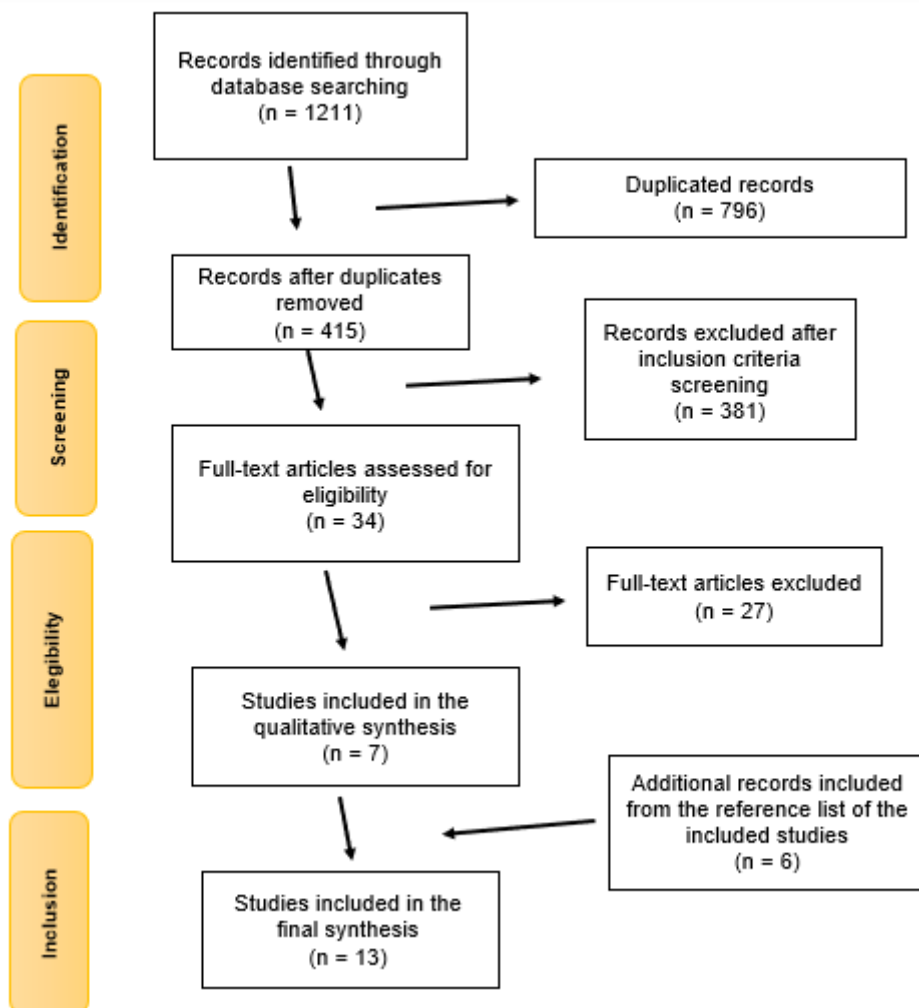 Records identified through
database searching
(n = 1211)
Identification
Duplicated records
(n = 796)
Records after duplicates
removed
(n = 415)
Records excluded after
inclusion criteria
screening
(n = 381)
Screening
Full-text articles assessed for
eligibility
(n = 34)
Full-text articles excluded
(n = 27)
Elegibility
Studies included in the
qualitative synthesis
(n = 7)
Additional records included
from the reference list of the
included studies
(n = 6)
Inclusion
Studies included in the
final synthesis
(n = 13)